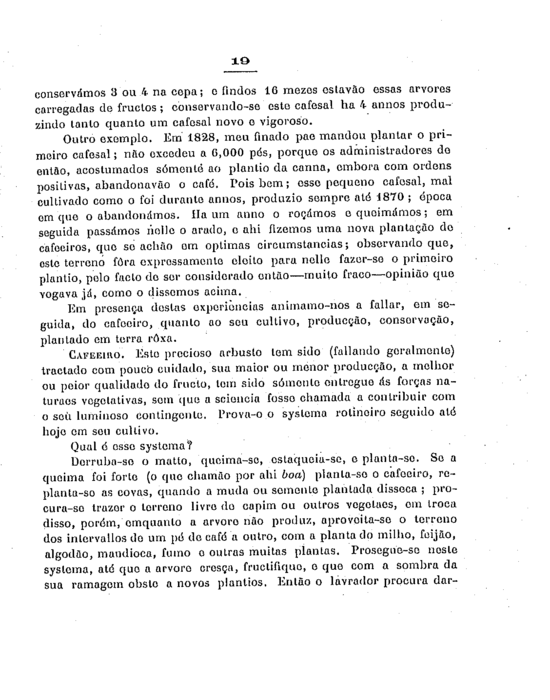 19
conservámos 3 ou 4 na copa; e findos 16 mezes estavão essas arvores
carregadas de fructos; conservando-se este cafesal ha 4 annos produ-
zindo tanto quanto um cafesal novo e vigoroso.
Outro exemplo. Em 1828, meu finado pae mandou plantar o pri-
meiro cafesal; não excedeu a 6,000 pés, porque os administradores de
então, acostumados sómente ao plantio da canna, embora com ordens
positivas, abandonavão o café. Pois bem; esse pequeno cafesal, mal
cultivado como o foi durante annos, produzio sempre até 1870; época
em que o abandonámos. Ha um anno o roçámos e queimámos; em
seguida passámos nelle o arado, e ahi fizemos uma nova plantação de
cafeeiros, que se achão em optimas circumstancias; observando que,
este terreno fôra expressamente eleito para nelle fazer-se o primeiro
plantio, pelo facto de ser considerado então—muito fraco—opinião que
vogava já, como o dissemos acima.
Em presença destas experiencias animamo-nos a fallar, em se-
guida, do cafeeiro, quanto ao seu cultivo, producção, conservação,
plantado em terra rôxa.
CAFEEIRO. Este precioso arbusto tem sido (fallando geralmente)
tractado com pouco cuidado, sua maior ou menor producção, a melhor
ou peior qualidade do fructo, tem sido sómente entregue ás forças na-
turaes vegetativas, sem que a sciencia fosse chamada a contribuir com
o seu luminoso contingente. Prova-o o systema rotineiro seguido até
hoje em seu cultivo.
Qual é esse systema?
Derruba-se o matto, queima-se, estaqueia-se, e planta-se. Se a
queima foi forte (o que chamão por ahi boa) planta-se o cafeeiro, re-
planta-se as covas, quando a muda ou semente plantada disseca; pro-
cura-se trazer o terreno livre do capim ou outros vegetaes, em troca
disso, porém, emquanto a arvore não produz, aproveita-se o terreno
dos intervallos de um pé de café a outro, com a planta do milho, feijão,
algodão, mandioca, fumo e outras muitas plantas. Prosegue-se neste
systema, até que a arvore cresça, fructifique, e que com a sombra da
sua ramagem obste a novos plantios. Então o lavrador procura dar-